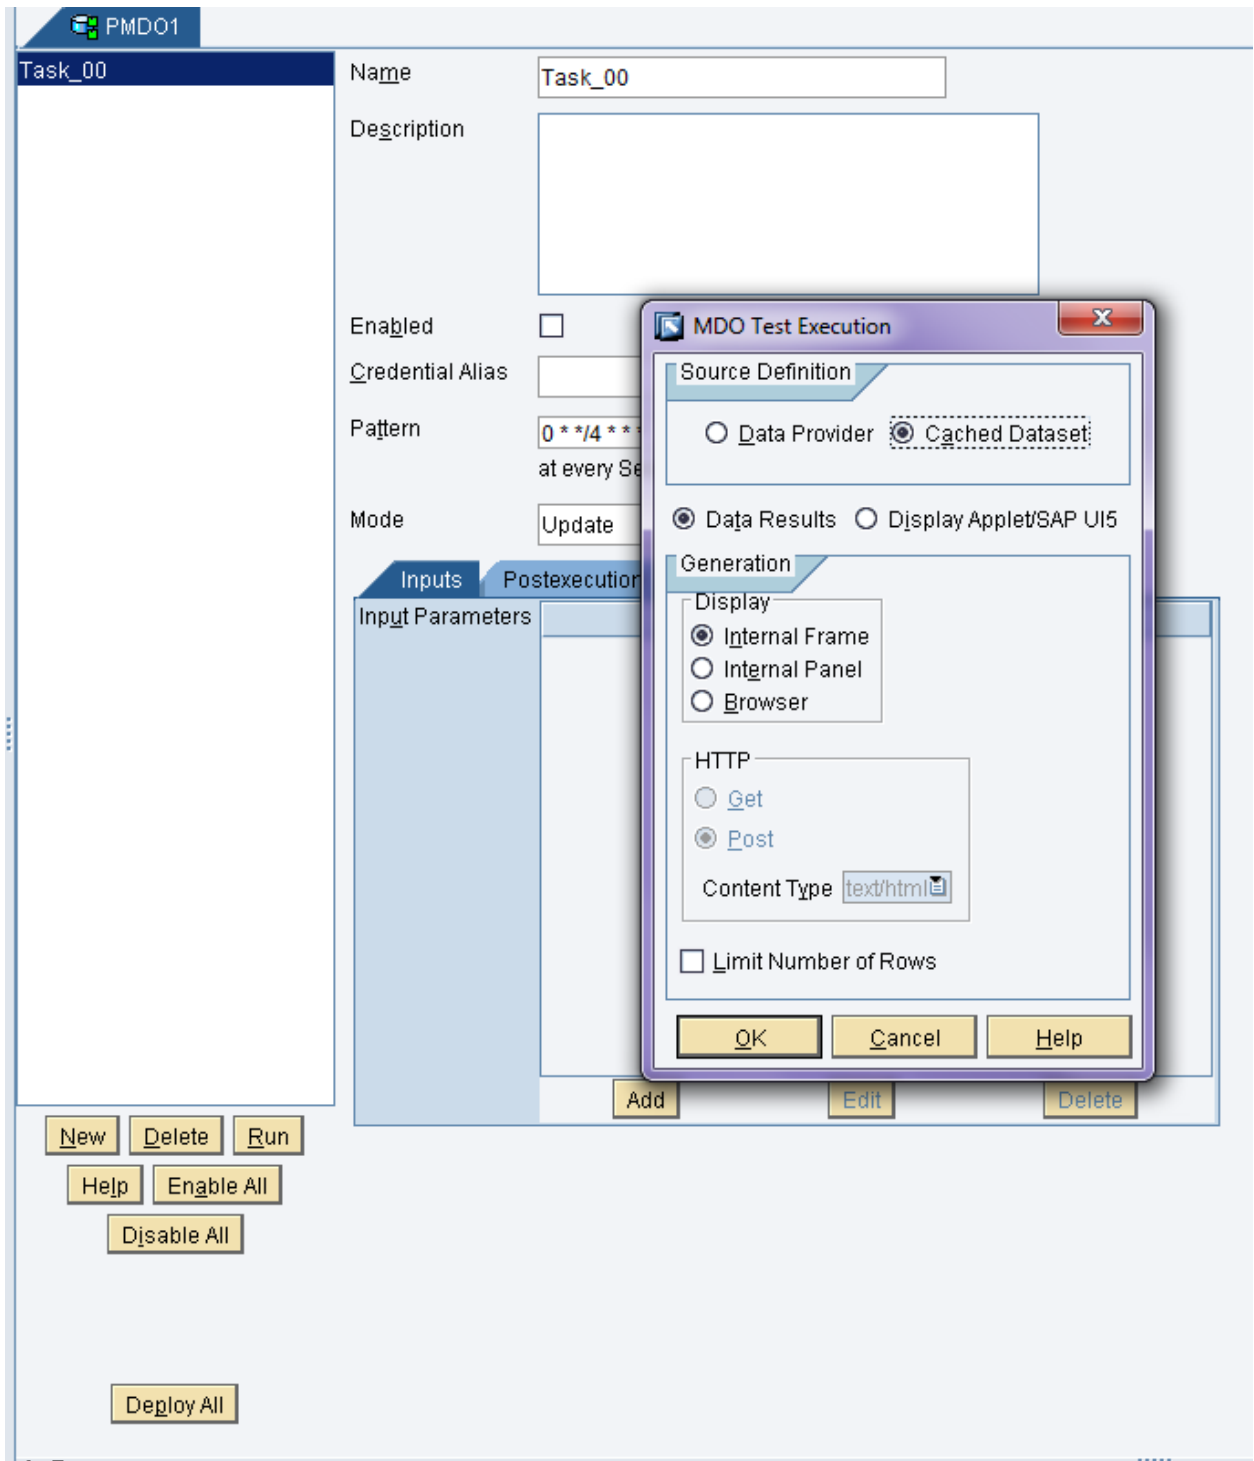 PMDO1
Task_00
Name
Task_00
Description
Enabled
Credential Alias
Pattern
0 * */4 * * *
at every Se
Mode
Update
Inputs
Postexecution
Input Parameters
Add
Edit
Delete
MDO Test Execution
Source Definition
Data Provider
Cached Dataset
Data Results
Display Applet/SAP UI5
Generation
Display
Internal Frame
Internal Panel
Browser
HTTP
Get
Post
Content Type
text/html
Limit Number of Rows
OK
Cancel
Help
New
Delete
Run
Help
Enable All
Disable All
Deploy All